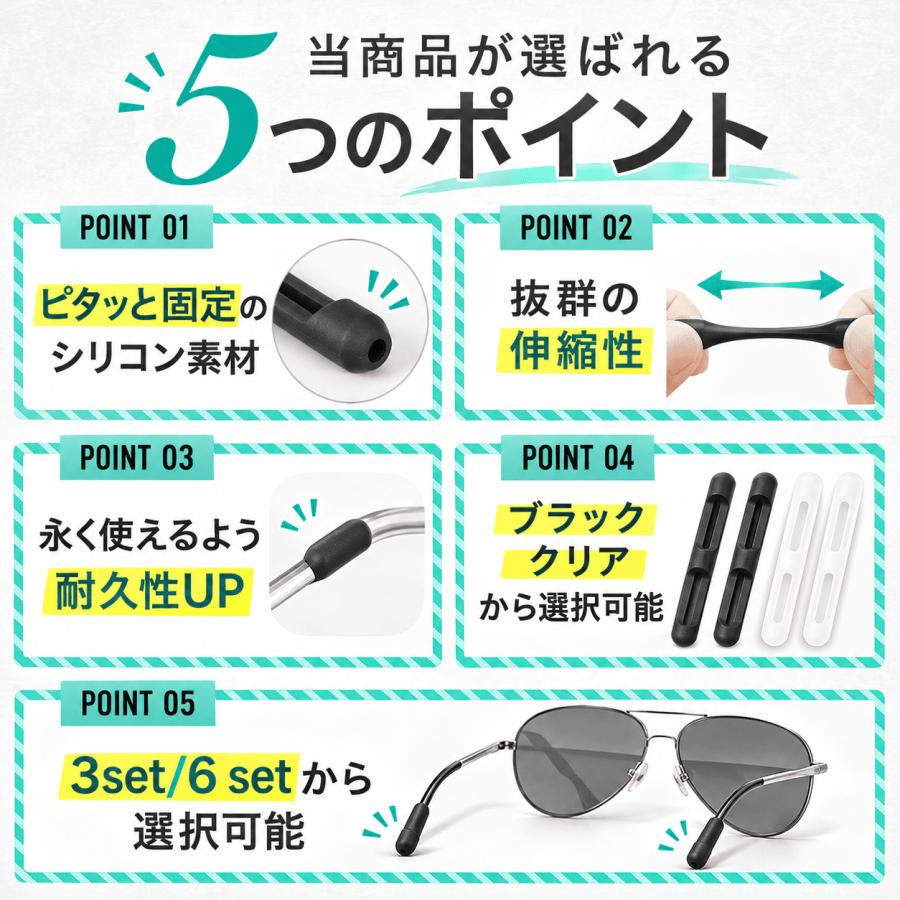 当商品が選ばれる
5つのポイント
POINT 01
ピタッと固定の
シリコン素材
POINT 02
抜群の
伸縮性
POINT 03
永く使えるよう
耐久性UP
POINT 04
ブラック
クリア
から選択可能
POINT 05
3set/6 setから
選択可能